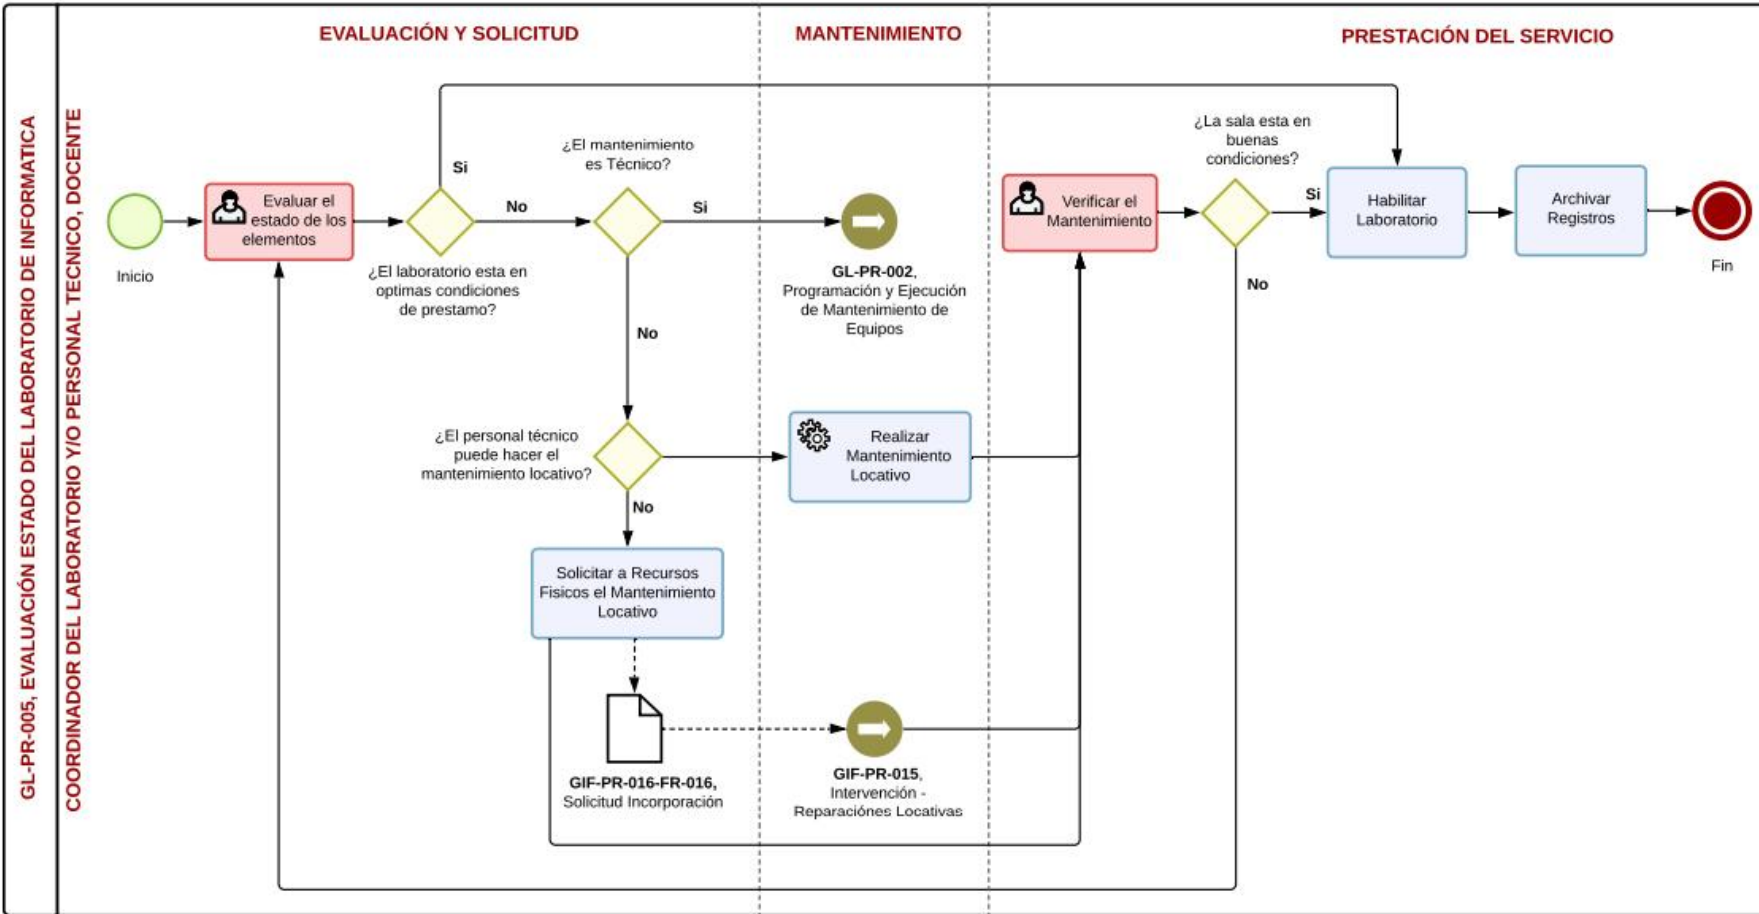 GL-PR-005, EVALUACIÓN ESTADO DEL LABORATORIO DE INFORMATICA
COORDINADOR DEL LABORATORIO Y/O PERSONAL TECNICO, DOCENTE
EVALUACIÓN Y SOLICITUD
MANTENIMIENTO
PRESTACIÓN DEL SERVICIO
Inicio
Evaluar el
estado de los
elementos
Si
No
¿El laboratorio esta en
optimas condiciones
de prestamo?
¿El mantenimiento
es Técnico?
Si
No
GL-PR-002,
Programación y Ejecución
de Mantenimiento de
Equipos
¿El personal técnico
puede hacer el
mantenimiento locativo?
No
Realizar
Mantenimiento
Locativo
Solicitar a Recursos
Fisicos el Mantenimiento
Locativo
GIF-PR-016-FR-016,
Solicitud Incorporación
GIF-PR-015,
Intervención -
Reparaciónes Locativas
Verificar el
Mantenimiento
¿La sala esta en
buenas
condiciones?
Si
No
Habilitar
Laboratorio
Archivar
Registros
Fin